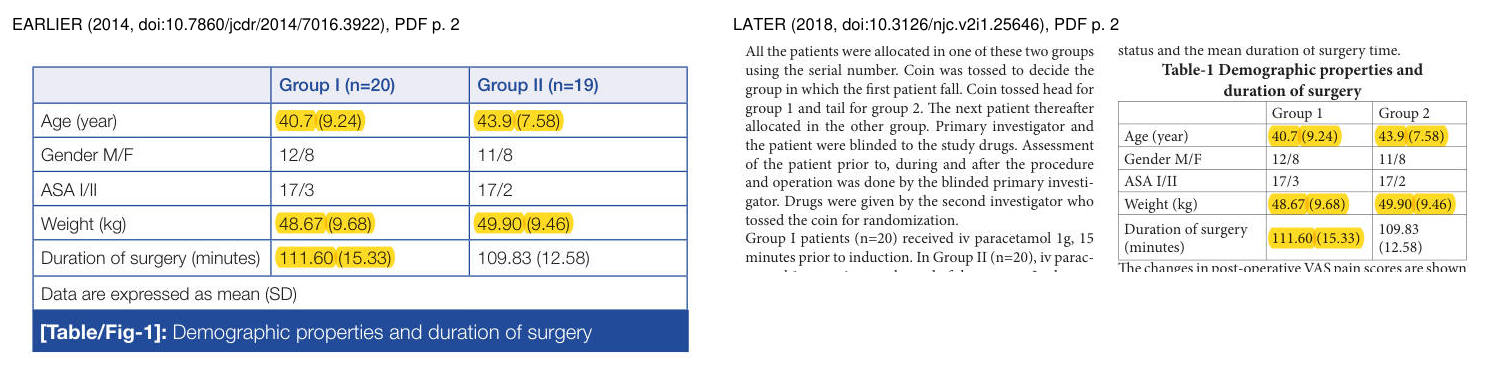 EARLIER (2014, doi:10.7860/jcdr/2014/7016.3922), PDF p. 2
Group I (n=20) Group II (n=19)
Age (year) 40.7 (9.24) 43.9 (7.58)
Gender M/F 12/8 11/8
ASA I/II 17/3 17/2
Weight (kg) 48.67 (9.68) 49.90 (9.46)
Duration of surgery (minutes) 111.60 (15.33) 109.83 (12.58)
Data are expressed as mean (SD)
[Table/Fig-1]: Demographic properties and duration of surgery
LATER (2018, doi:10.3126/njc.v2i1.25646), PDF p. 2
All the patients were allocated in one of these two groups
using the serial number. Coin was tossed to decide the
group in which the first patient fall. Coin tossed head for
group 1 and tail for group 2. The next patient thereafter
allocated in the other group. Primary investigator and
the patient were blinded to the study drugs. Assessment
of the patient prior to, during and after the procedure
and operation was done by the blinded primary investi-
gator. Drugs were given by the second investigator who
tossed the coin for randomization.
Group I patients (n=20) received iv paracetamol 1g, 15
minutes prior to induction. In Group II (n=20), iv parac-
status and the mean duration of surgery time.
Table-1 Demographic properties and
duration of surgery
Group 1 Group 2
Age (year) 40.7 (9.24) 43.9 (7.58)
Gender M/F 12/8 11/8
ASA I/II 17/3 17/2
Weight (kg) 48.67 (9.68) 49.90 (9.46)
Duration of surgery
(minutes) 111.60 (15.33) 109.83
(12.58)
The changes in post-operative VAS pain scores are shown